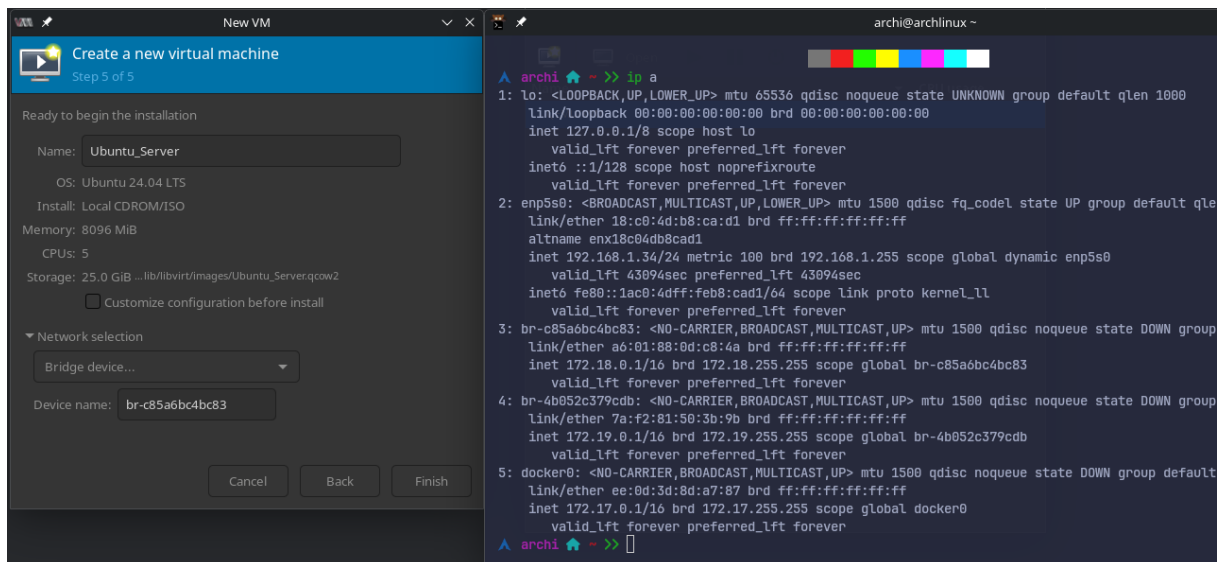 New VM
Create a new virtual machine
Step 5 of 5
Ready to begin the installation
Name: Ubuntu_Server
OS: Ubuntu 24.04 LTS
Install: Local CDROM/ISO
Memory: 8096 MiB
CPUs: 5
Storage: 25.0 GiB ...lib/libvirt/images/Ubuntu_Server.qcow2
Customize configuration before install
Network selection
Bridge device...
Device name: br-c85a6bc4bc83
Cancel Back Finish
archi@archlinux ~
archi ~ >> ip a
1: lo: <LOOPBACK,UP,LOWER_UP> mtu 65536 qdisc noqueue state UNKNOWN group default qlen 1000
link/loopback 00:00:00:00:00:00 brd 00:00:00:00:00:00
inet 127.0.0.1/8 scope host lo
valid_lft forever preferred_lft forever
inet6 ::1/128 scope host noprefixroute
valid_lft forever preferred_lft forever
2: enp5s0: <BROADCAST,MULTICAST,UP,LOWER_UP> mtu 1500 qdisc fq_codel state UP group default qle
link/ether 18:c0:4d:b8:ca:d1 brd ff:ff:ff:ff:ff:ff
altname enx18c04db8cad1
inet 192.168.1.34/24 metric 100 brd 192.168.1.255 scope global dynamic enp5s0
valid_lft 43094sec preferred_lft 43094sec
inet6 fe80::1ac0:4dff:feb8:cad1/64 scope link proto kernel_ll
valid_lft forever preferred_lft forever
3: br-c85a6bc4bc83: <NO-CARRIER,BROADCAST,MULTICAST,UP> mtu 1500 qdisc noqueue state DOWN group
link/ether a6:01:88:0d:c8:4a brd ff:ff:ff:ff:ff:ff
inet 172.18.0.1/16 brd 172.18.255.255 scope global br-c85a6bc4bc83
valid_lft forever preferred_lft forever
4: br-4b052c379cdb: <NO-CARRIER,BROADCAST,MULTICAST,UP> mtu 1500 qdisc noqueue state DOWN group
link/ether 7a:f2:81:50:3b:9b brd ff:ff:ff:ff:ff:ff
inet 172.19.0.1/16 brd 172.19.255.255 scope global br-4b052c379cdb
valid_lft forever preferred_lft forever
5: docker0: <NO-CARRIER,BROADCAST,MULTICAST,UP> mtu 1500 qdisc noqueue state DOWN group default
link/ether ee:0d:3d:8d:a7:87 brd ff:ff:ff:ff:ff:ff
inet 172.17.0.1/16 brd 172.17.255.255 scope global docker0
valid_lft forever preferred_lft forever
archi ~ >>